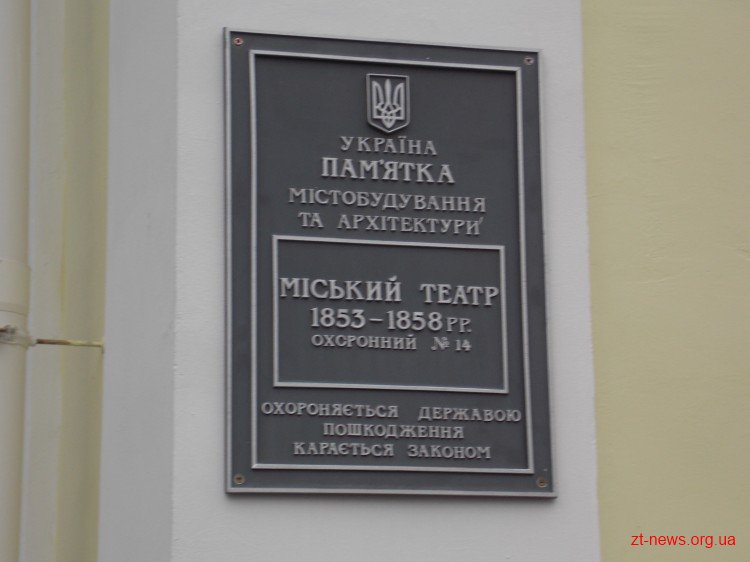 УКРАЇНА
ПАМ'ЯТКА
МІСТОБУДУВАННЯ
ТА АРХІТЕКТУРИ
МІСЬКИЙ ТЕАТР
1853-1858 РР.
ОХОРОННИЙ № 14
ОХОРОНЯЄТЬСЯ ДЕРЖАВОЮ
ПОШКОДЖЕННЯ
КАРАЄТЬСЯ ЗАКОНОМ
zt-news.org.ua